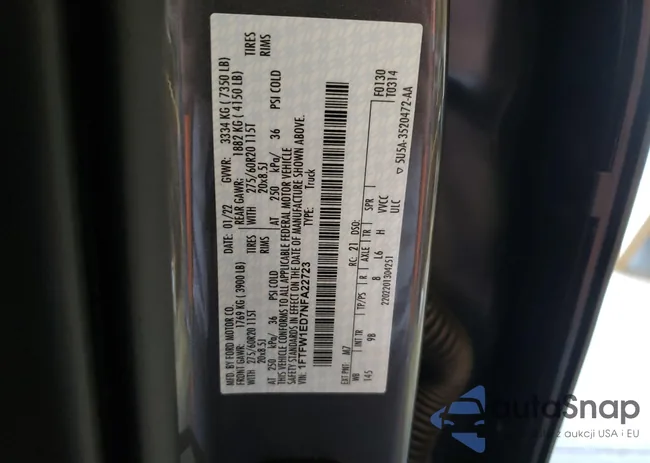 MFD. BY FORD MOTOR CO.
DATE: 01/22 GVWR: 3334 KG ( 7350 LB)
FRONT GAWR: 1769 KG ( 3900 LB) REAR GAWR: 1882 KG ( 4150 LB)
WITH 275/60R20 115T TIRES WITH 275/60R20 115T TIRES
20x8.5J RIMS 20x8.5J RIMS
AT 250 kPa/ 36 PSI COLD AT 250 kPa/ 36 PSI COLD
THIS VEHICLE CONFORMS TO ALL APPLICABLE FEDERAL MOTOR VEHICLE
SAFETY STANDARDS IN EFFECT ON THE DATE OF MANUFACTURE SHOWN ABOVE.
VIN: 1FTFW1ED7NFA22723 TYPE: Truck
F0130
T0314
EXT PNT: M7 RC: 21 DSO:
WB INT TR TP/PS R AXLE TR SPR
145 9B 8 L6 H VVCC
ULC
2202201304251
▽ 5U5A-3520472-AA
autoSnap
z aukcji USA i EU